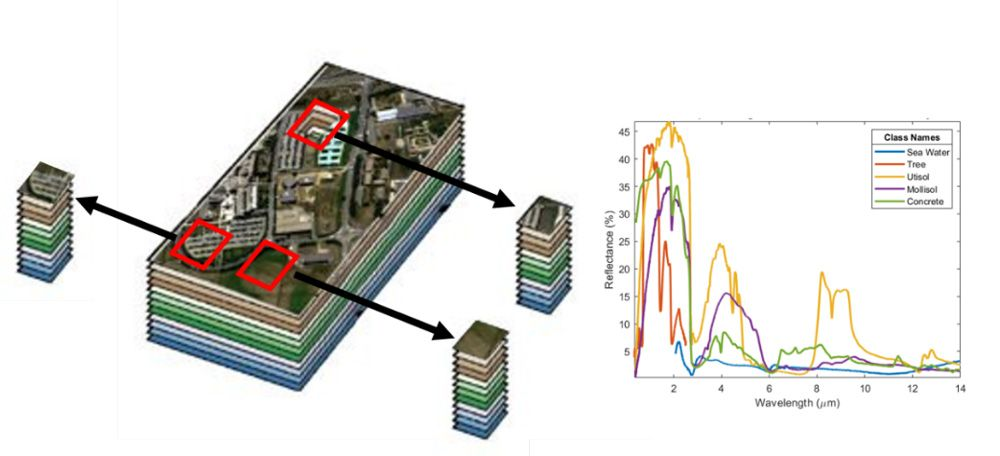 Class Names
Sea Water
Tree
Utisol
Mollisol
Concrete
45
40
35
30
25
20
15
10
5
Reflectance (%)
2
4
6
8
10
12
14
Wavelength (μm)